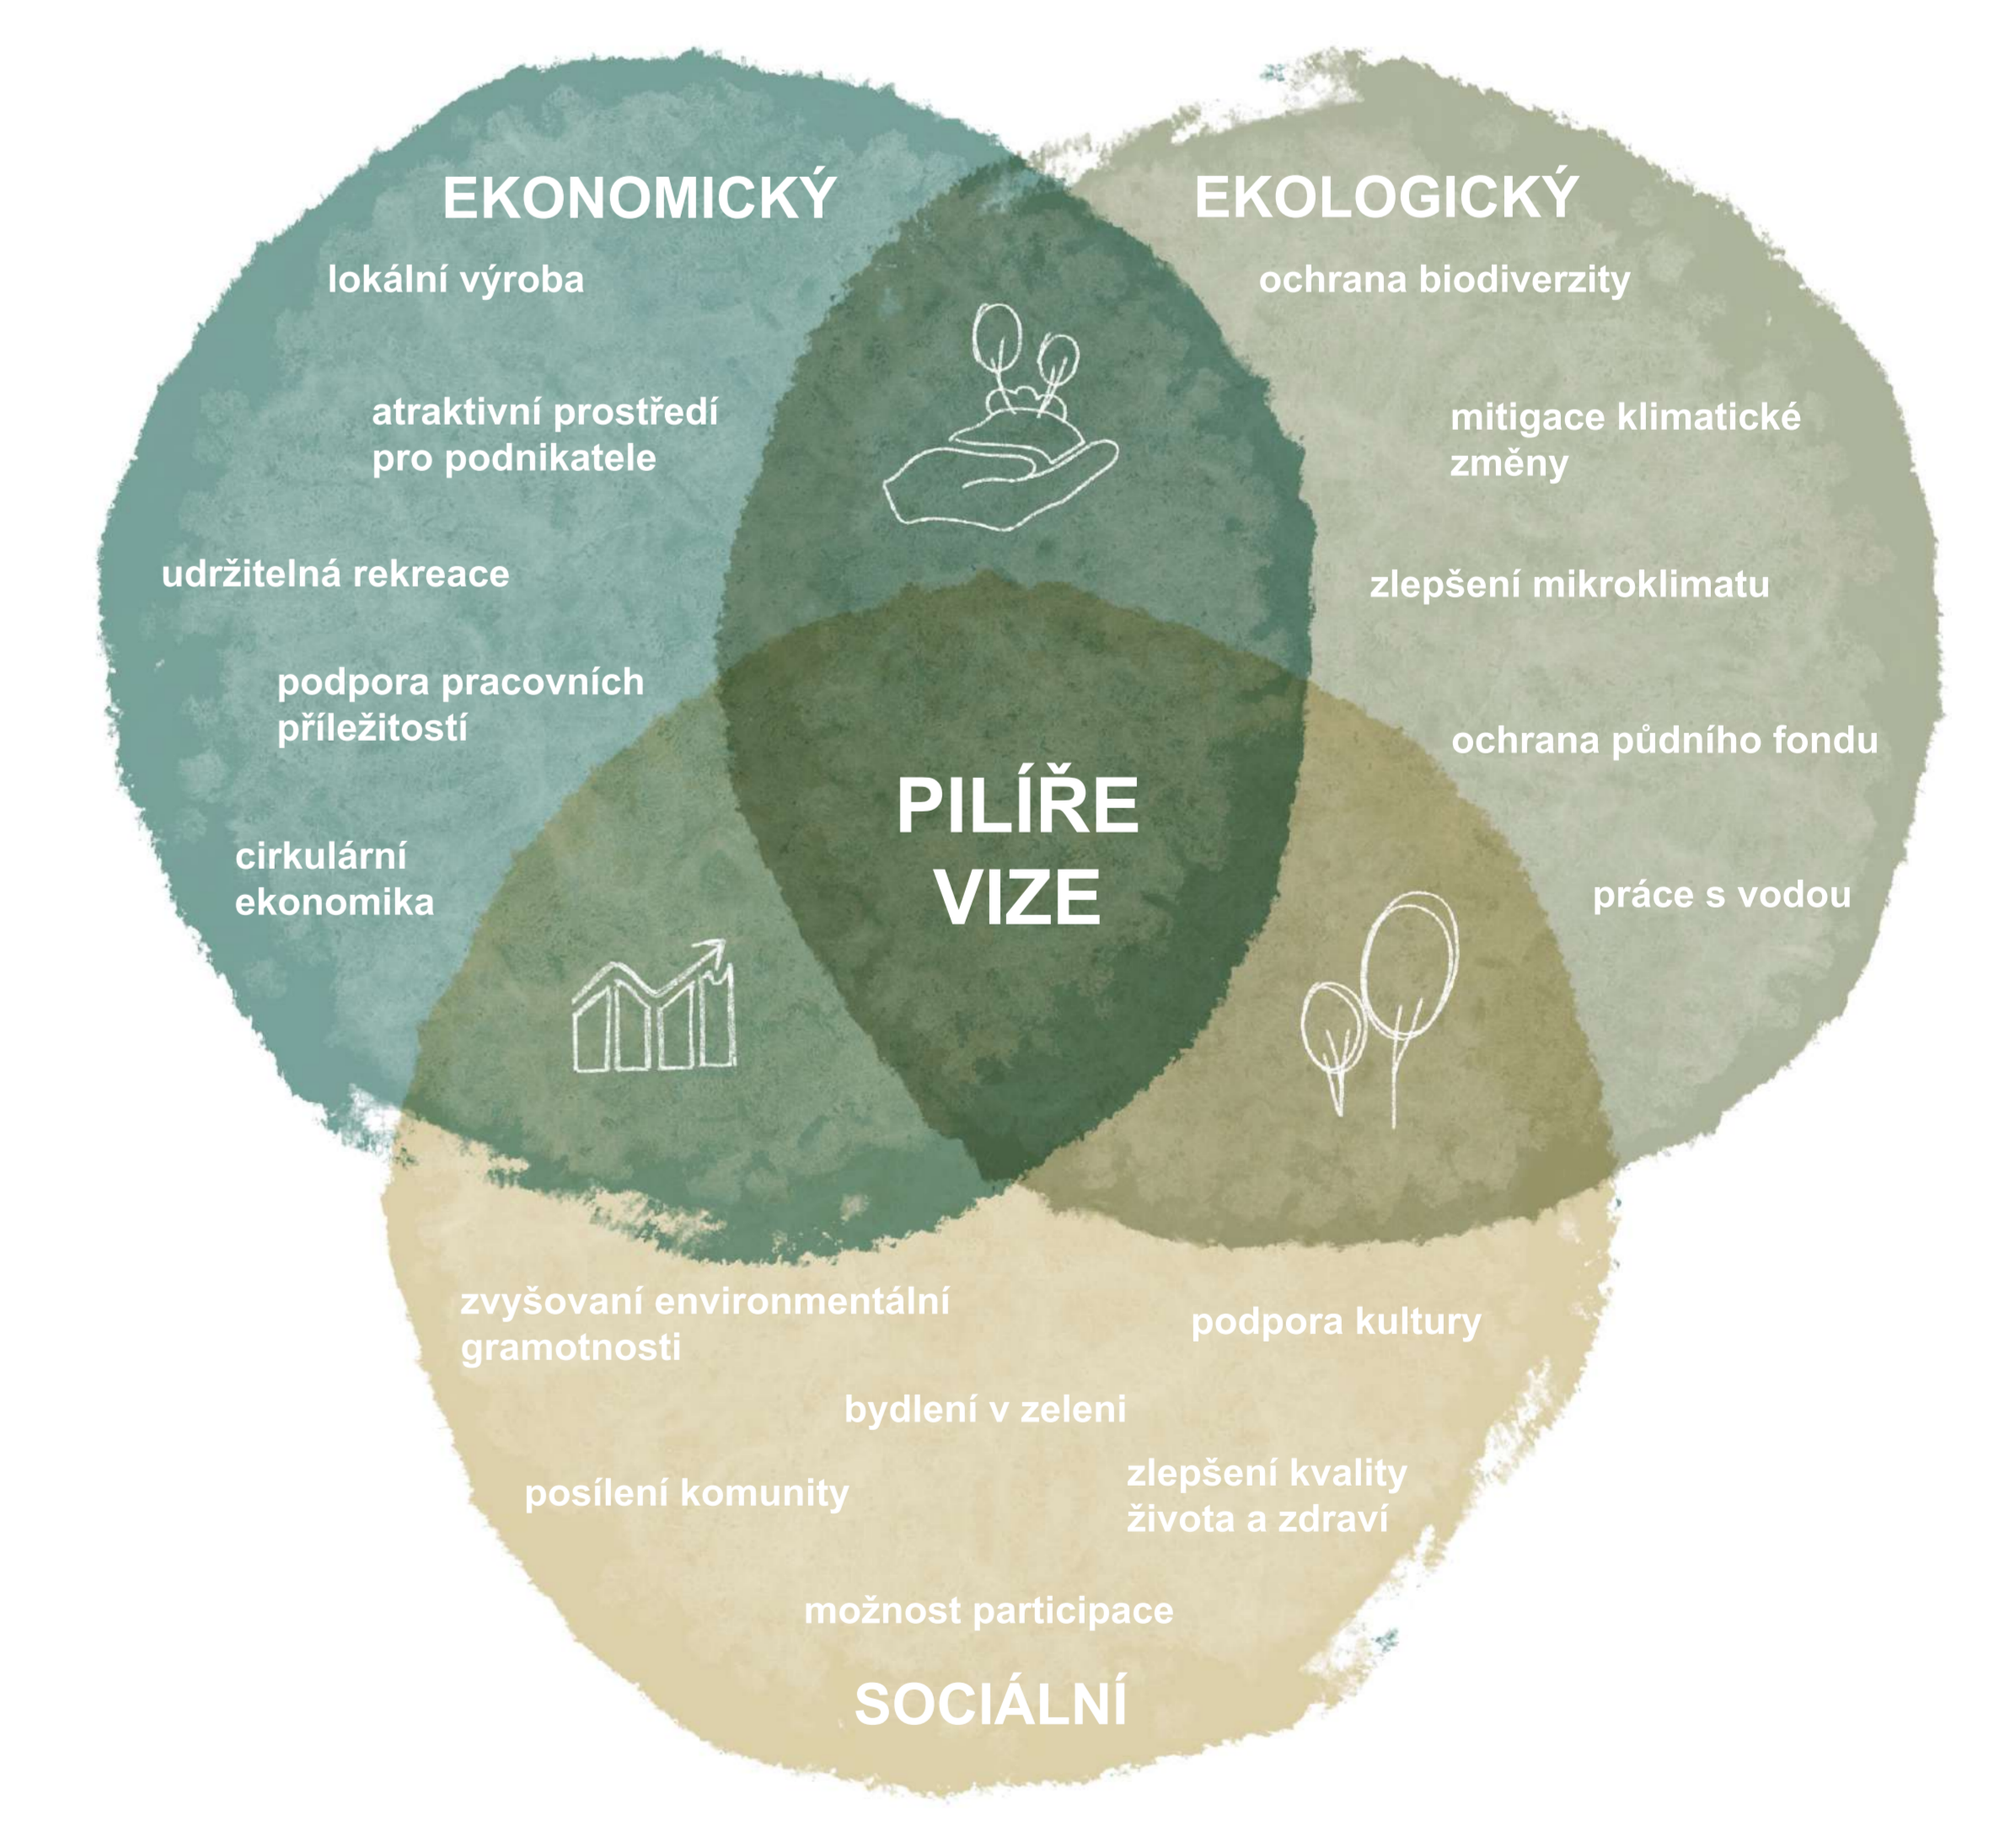 EKONOMICKÝ
lokální výroba
atraktivní prostředí
pro podnikatele
udržitelná rekreace
podpora pracovních
příležitostí
cirkulární
ekonomika
EKOLOGICKÝ
ochrana biodiverzity
mitigace klimatické
změny
zlepšení mikroklimatu
ochrana půdního fondu
práce s vodou
PILÍŘE
VIZE
zvyšovaní environmentální
gramotnosti
podpora kultury
bydlení v zeleni
posílení komunity
zlepšení kvality
života a zdraví
možnost participace
SOCIÁLNÍ